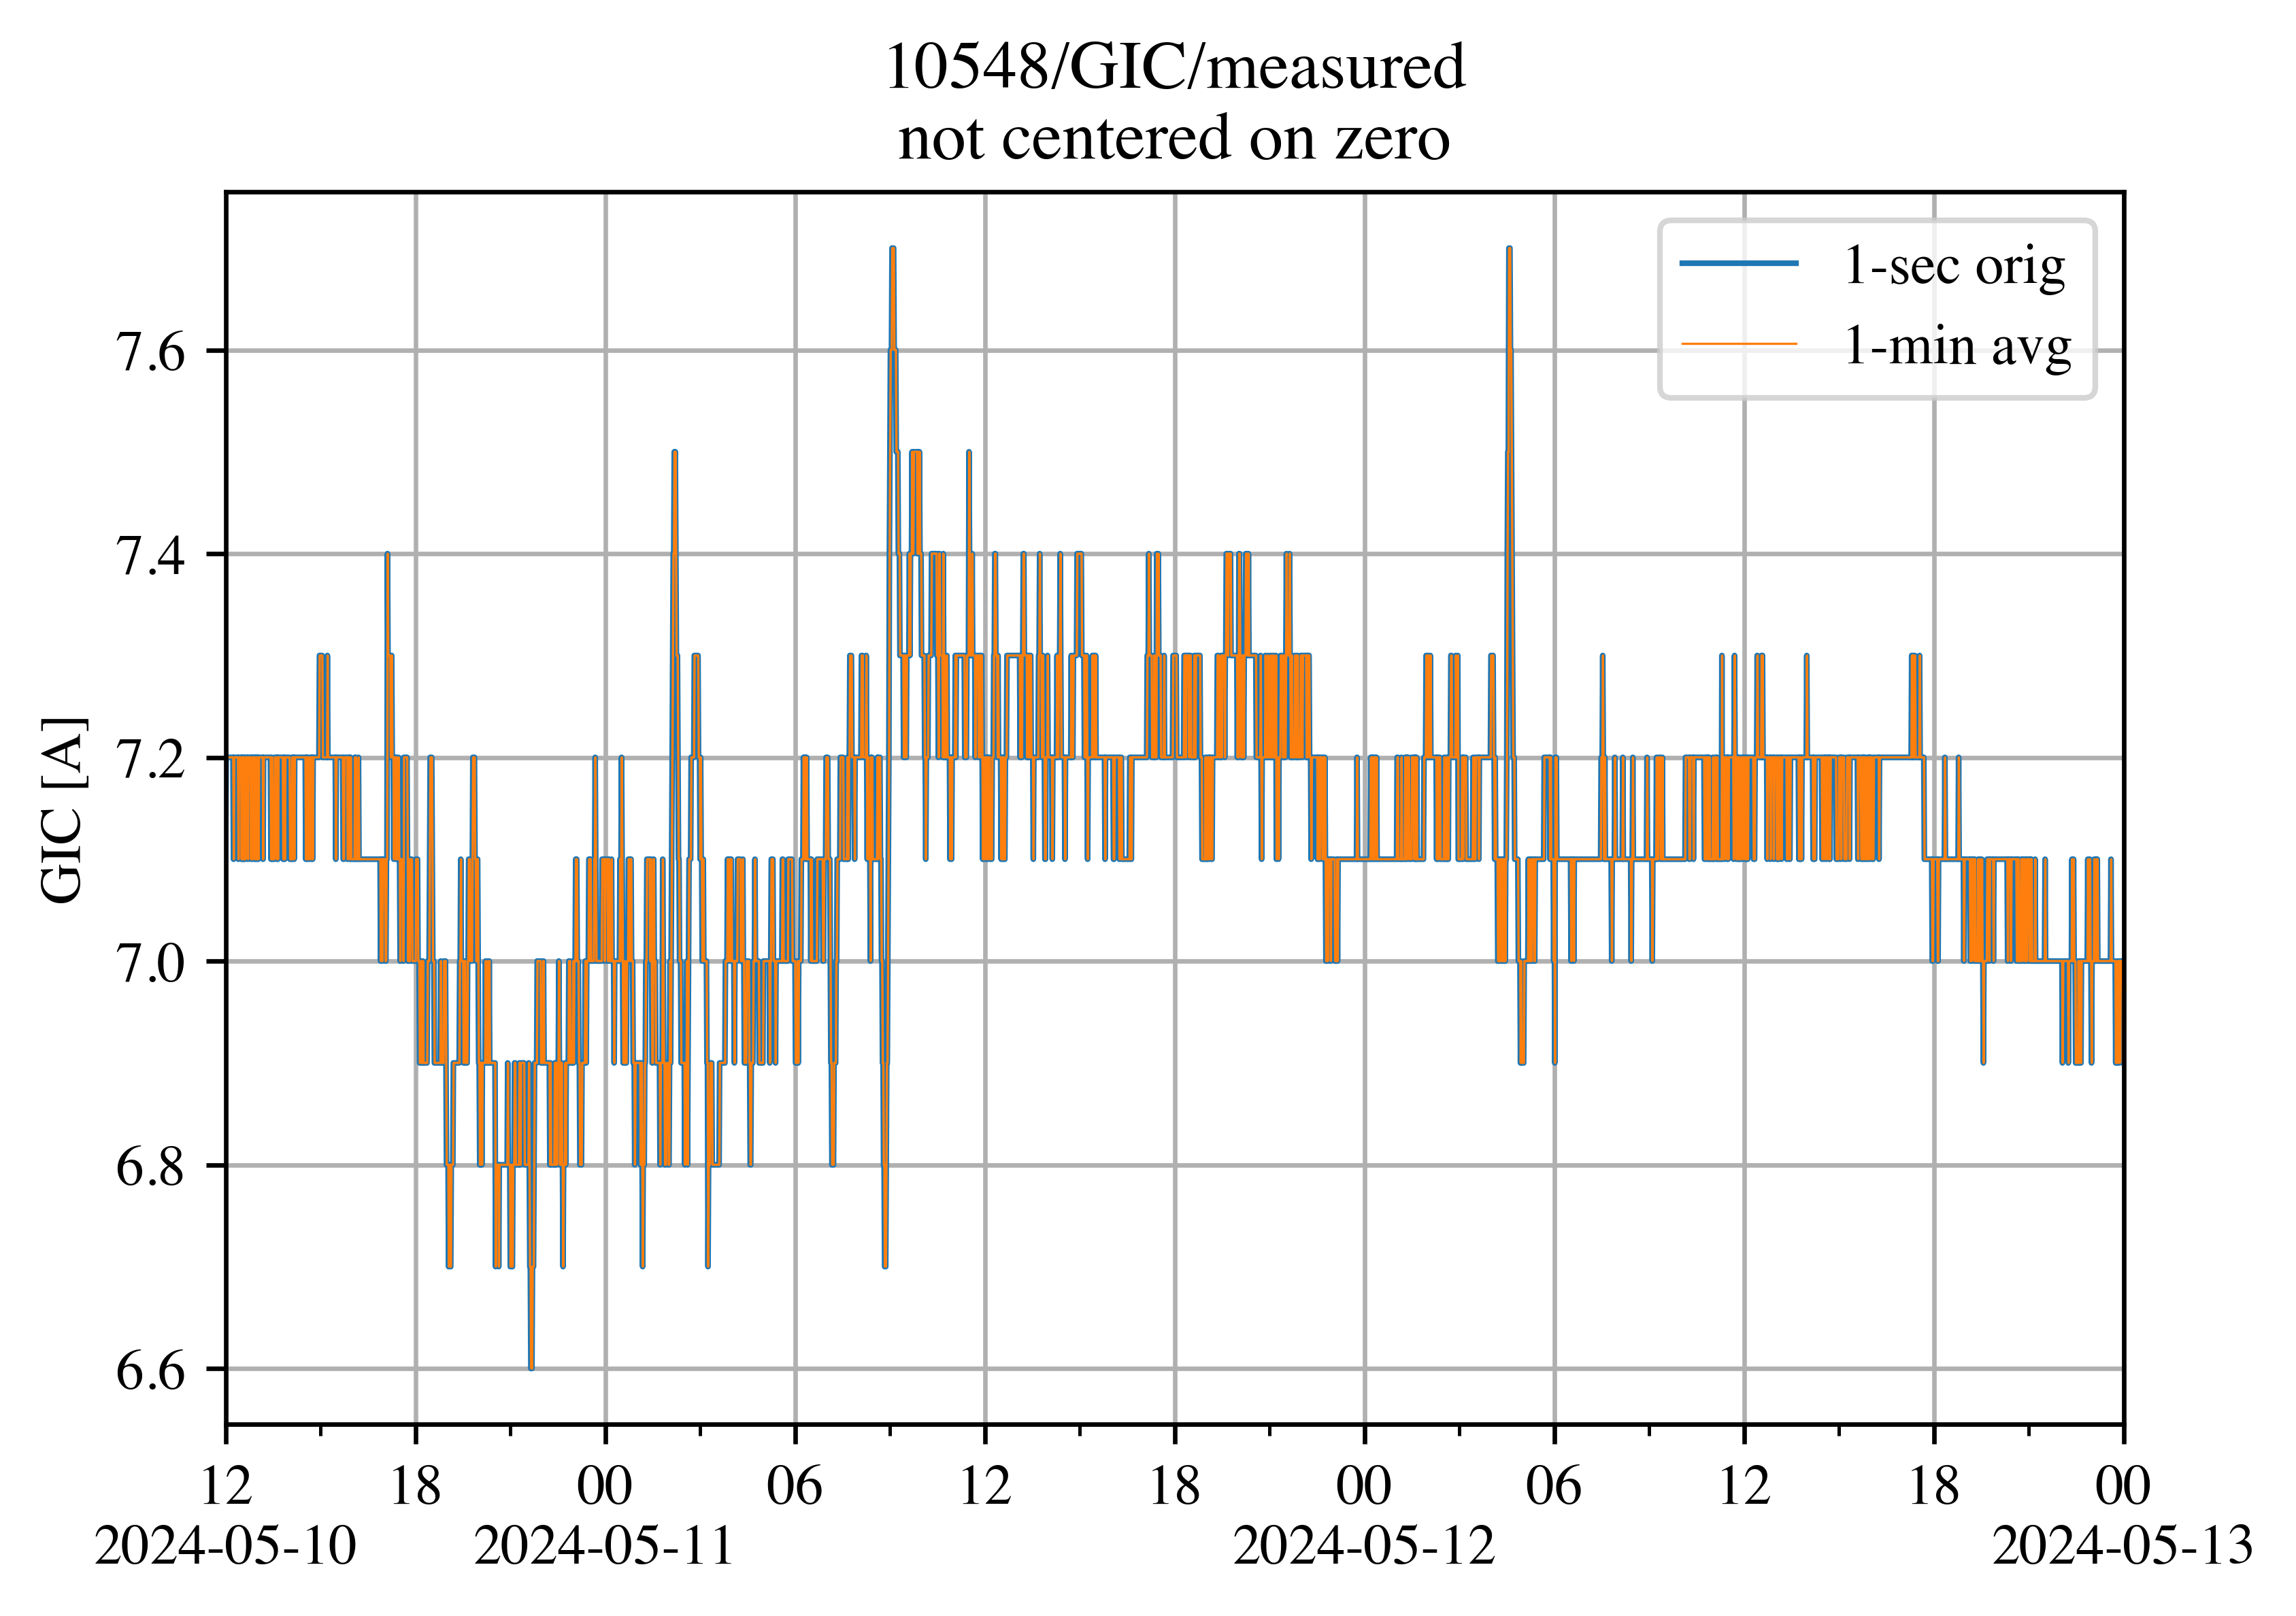 10548/GIC/measured
not centered on zero
1-sec orig
1-min avg
GIC [A]
7.6
7.4
7.2
7.0
6.8
6.6
12 18 00 06 12 18 00 06 12 18 00
2024-05-10 2024-05-11 2024-05-12 2024-05-13